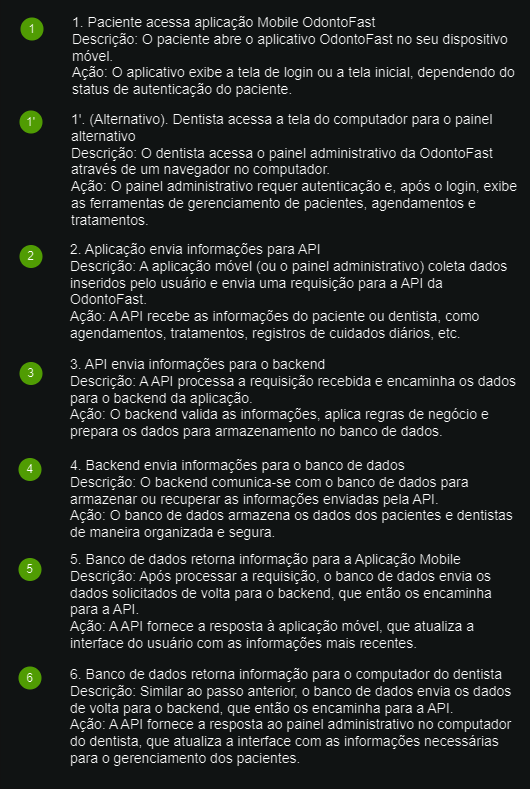 1
1. Paciente acessa aplicação Mobile OdontoFast
Descrição: O paciente abre o aplicativo OdontoFast no seu dispositivo
móvel.
Ação: O aplicativo exibe a tela de login ou a tela inicial, dependendo do
status de autenticação do paciente.
1'
1'. (Alternativo). Dentista acessa a tela do computador para o painel
alternativo
Descrição: O dentista acessa o painel administrativo da OdontoFast
através de um navegador no computador.
Ação: O painel administrativo requer autenticação e, após o login, exibe
as ferramentas de gerenciamento de pacientes, agendamentos e
tratamentos.
2
2. Aplicação envia informações para API
Descrição: A aplicação móvel (ou o painel administrativo) coleta dados
inseridos pelo usuário e envia uma requisição para a API da
OdontoFast.
Ação: A API recebe as informações do paciente ou dentista, como
agendamentos, tratamentos, registros de cuidados diários, etc.
3
3. API envia informações para o backend
Descrição: A API processa a requisição recebida e encaminha os dados
para o backend da aplicação.
Ação: O backend valida as informações, aplica regras de negócio e
prepara os dados para armazenamento no banco de dados.
4
4. Backend envia informações para o banco de dados
Descrição: O backend comunica-se com o banco de dados para
armazenar ou recuperar as informações enviadas pela API.
Ação: O banco de dados armazena os dados dos pacientes e dentistas
de maneira organizada e segura.
5
5. Banco de dados retorna informação para a Aplicação Mobile
Descrição: Após processar a requisição, o banco de dados envia os
dados solicitados de volta para o backend, que então os encaminha
para a API.
Ação: A API fornece a resposta à aplicação móvel, que atualiza a
interface do usuário com as informações mais recentes.
6
6. Banco de dados retorna informação para o computador do dentista
Descrição: Similar ao passo anterior, o banco de dados envia os dados
de volta para o backend, que então os encaminha para a API.
Ação: A API fornece a resposta ao painel administrativo no computador
do dentista, que atualiza a interface com as informações necessárias
para o gerenciamento dos pacientes.